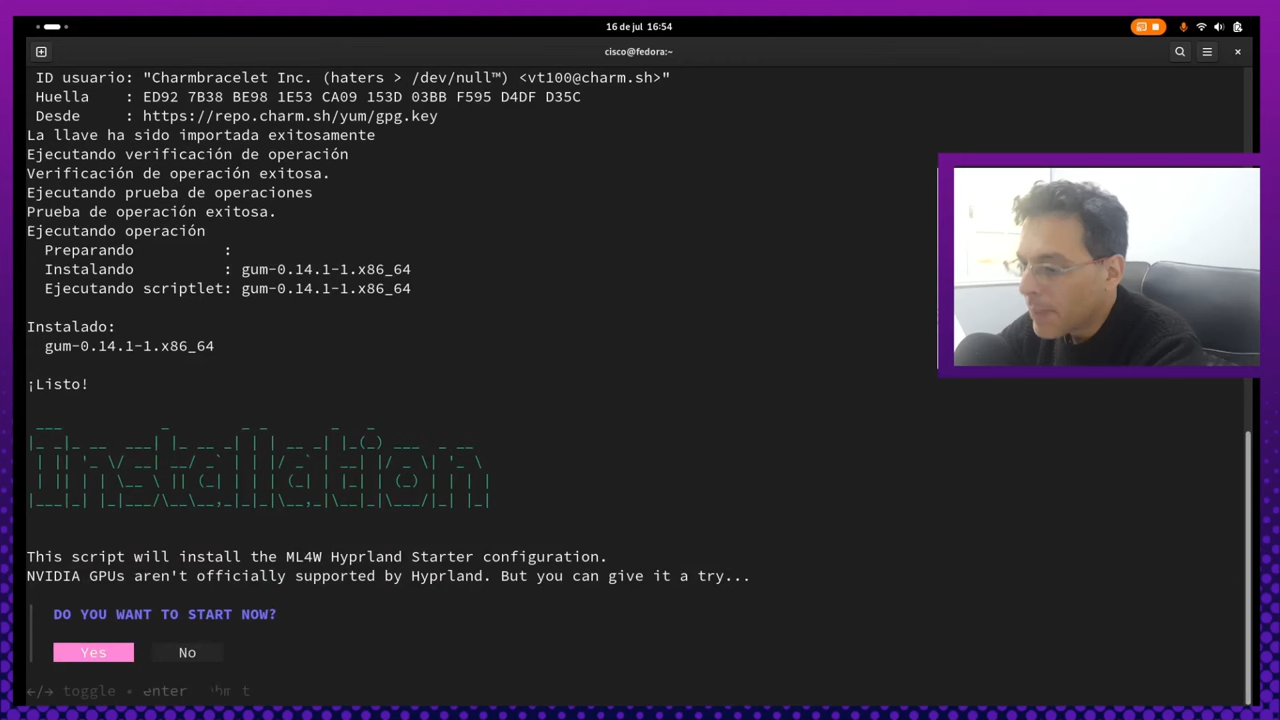 16 de jul 16:54
cisco@fedora:~
ID usuario: "Charmbracelet Inc. (haters > /dev/null™) <vt100@charm.sh>"
Huella : ED92 7B38 BE98 1E53 CA09 153D 03BB F595 D4DF D35C
Desde : https://repo.charm.sh/yum/gpg.key
La llave ha sido importada exitosamente
Ejecutando verificación de operación
Verificación de operación exitosa.
Ejecutando prueba de operaciones
Prueba de operación exitosa.
Ejecutando operación
Preparando :
Instalando : gum-0.14.1-1.x86_64
Ejecutando scriptlet: gum-0.14.1-1.x86_64
Instalado:
gum-0.14.1-1.x86_64
¡Listo!
Installation
This script will install the ML4W Hyprland Starter configuration.
NVIDIA GPUs aren't officially supported by Hyprland. But you can give it a try...
DO YOU WANT TO START NOW?
Yes No
←/→ toggle • enter